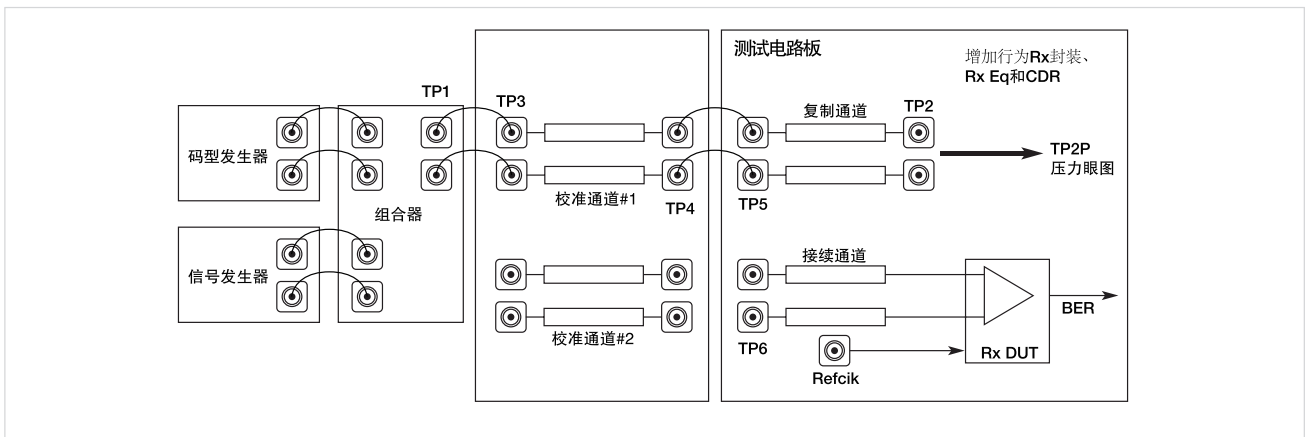 测试电路板
增加行为Rx封装、
Rx Eq和CDR
TP1
TP3
复制通道
TP2
码型发生器
TP2P
压力眼图
校准通道#1
TP4
TP5
组合器
信号发生器
接续通道
BER
校准通道#2
TP6
Rx DUT
Refcik